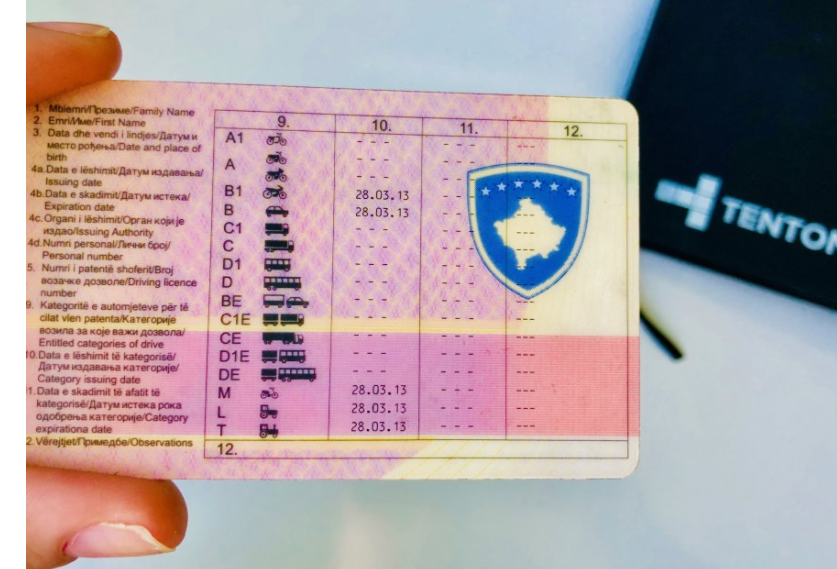 1. Mbiemri/Презиме/Family Name
2. Emri/Име/First Name
3. Data dhe vendi i lindjes/Датум и
место рођења/Date and place of
birth
4a.Data e lëshimit/Датум издавања/
Issuing date
4b.Data e skadimit/Датум истека/
Expiration date
4c.Organi i lëshimit/Орган који је
издао/Issuing Authority
4d.Numri personal/Лични број/
Personal number
5. Numri i patentë shoferit/Broj
возачке дозволе/Driving licence
number
9. Kategoritë e automjeteve për të
cilat vlen patenta/Категорије
возила за које важи дозвола/
Entitled categories of drive
10.Data e lëshimit të kategorisë/
Датум издавања категорије/
Category issuing date
1.Data e skadimit të afatit të
kategorisë/Датум истека рока
одобрења категорије/Category
expirationa date
2.Vërejtjet/Примедбе/Observations
9. 10. 11. 12.
A1 --- --- ---
A --- --- ---
B1 28.03.13 --- ---
B 28.03.13 --- ---
C1 --- --- ---
C --- --- ---
D1 --- --- ---
D --- --- ---
BE --- --- ---
C1E --- --- ---
CE --- --- ---
D1E --- --- ---
DE --- --- ---
M 28.03.13 --- ---
L 28.03.13 --- ---
T 28.03.13 --- ---
12.
TENTON